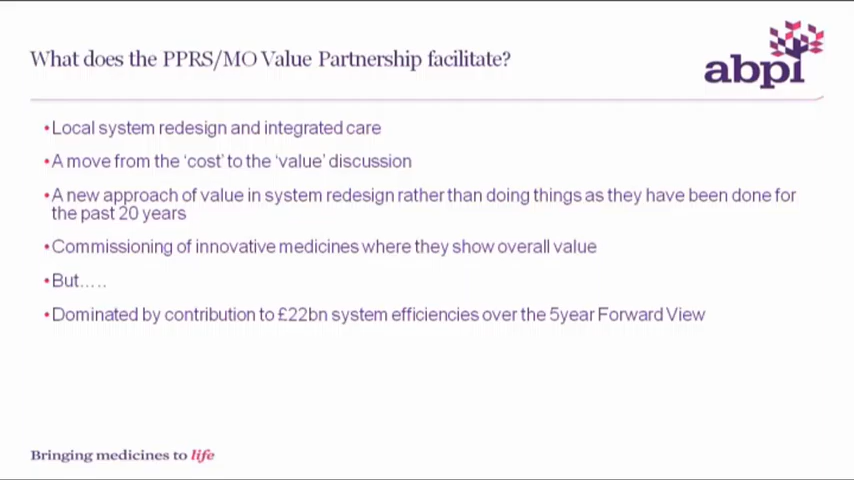 What does the PPRS/MO Value Partnership facilitate?
abpi
•Local system redesign and integrated care
•A move from the ‘cost’ to the ‘value’ discussion
•A new approach of value in system redesign rather than doing things as they have been done for
the past 20 years
•Commissioning of innovative medicines where they show overall value
•But…..
•Dominated by contribution to £22bn system efficiencies over the 5year Forward View
Bringing medicines to life